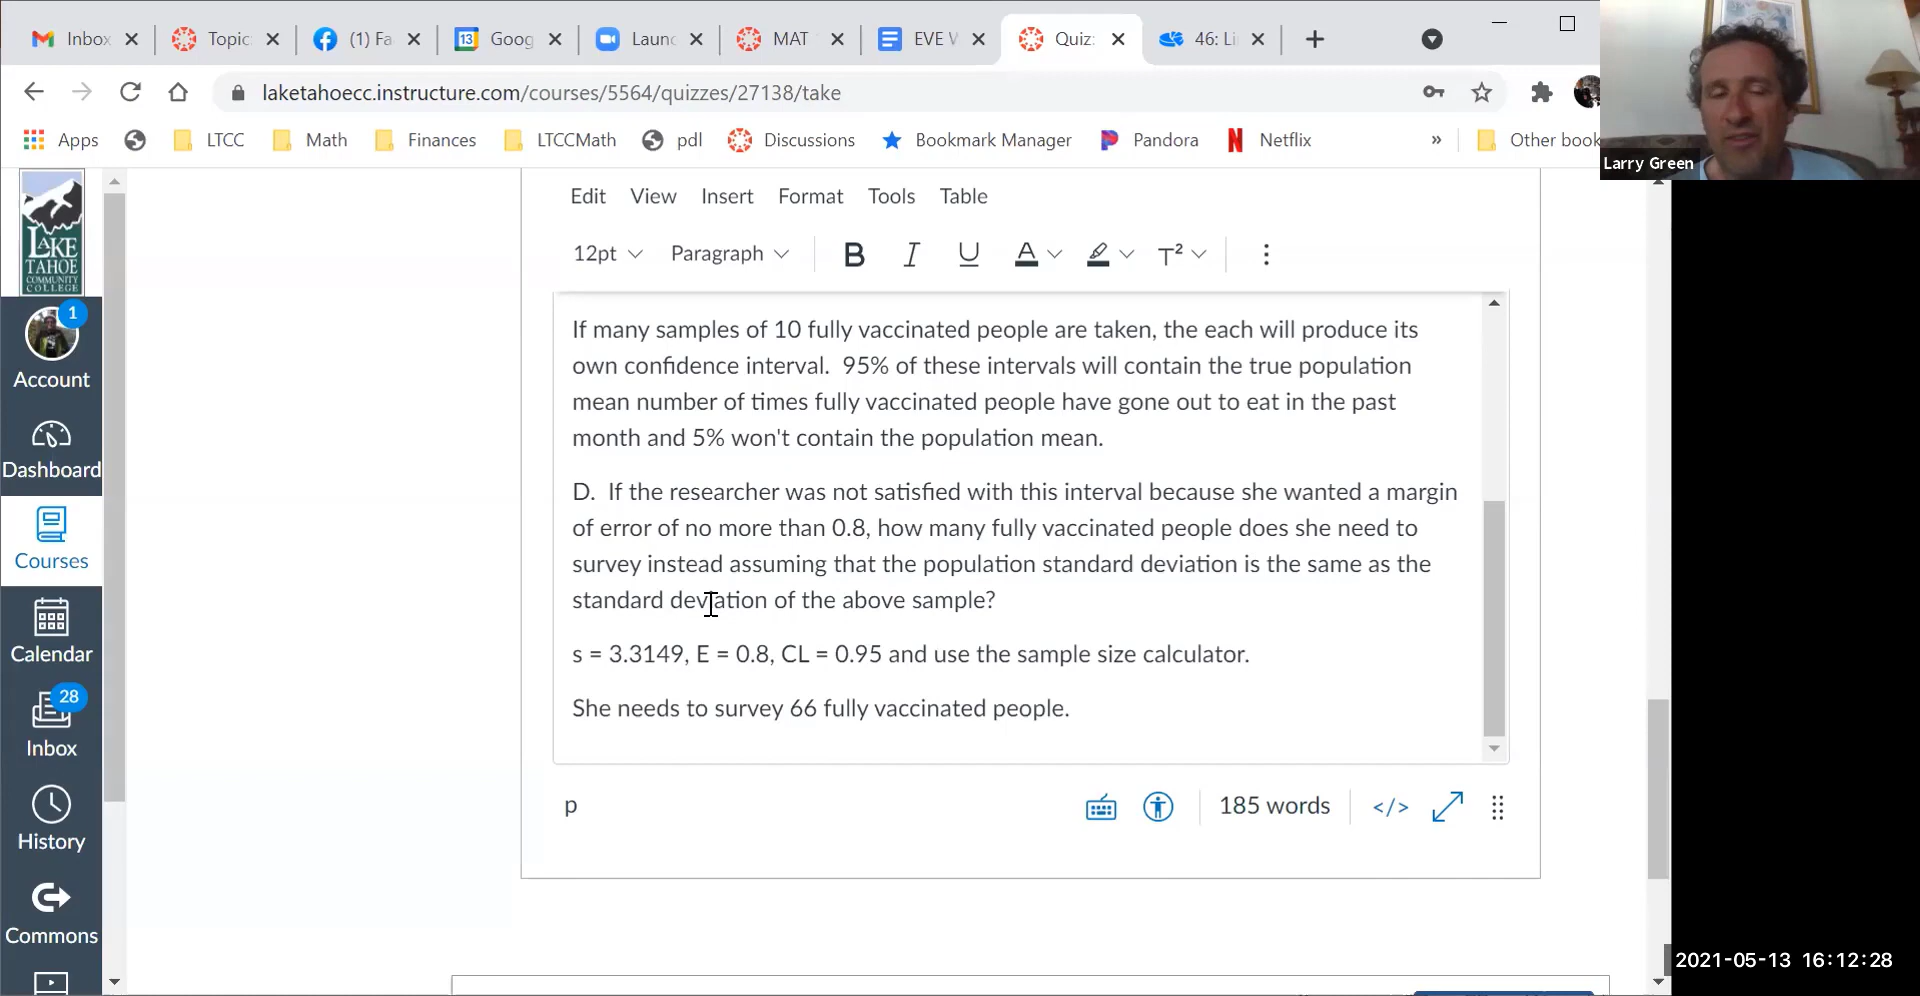 Inbox
Topic
(1) Fa
13
Goog
Laun
MAT
EVE V
Quiz:
46: Li
laketahoecc.instructure.com/courses/5564/quizzes/27138/take
Apps
LTCC
Math
Finances
LTCCMath
pdl
Discussions
Bookmark Manager
Pandora
Netflix
»
Other book
Larry Green
LAKE
TAHOE
COMMUNITY
COLLEGE
1
Account
Dashboard
Courses
Calendar
28
Inbox
History
Commons
Edit View Insert Format Tools Table
12pt Paragraph B I U A T²
If many samples of 10 fully vaccinated people are taken, the each will produce its
own confidence interval. 95% of these intervals will contain the true population
mean number of times fully vaccinated people have gone out to eat in the past
month and 5% won't contain the population mean.
D. If the researcher was not satisfied with this interval because she wanted a margin
of error of no more than 0.8, how many fully vaccinated people does she need to
survey instead assuming that the population standard deviation is the same as the
standard deviation of the above sample?
s = 3.3149, E = 0.8, CL = 0.95 and use the sample size calculator.
She needs to survey 66 fully vaccinated people.
p
185 words
</>
2021-05-13 16:12:28